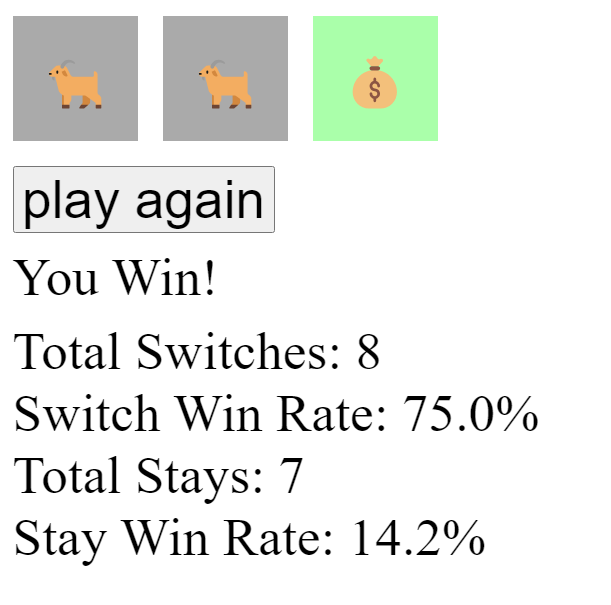 $
play again
You Win!
Total Switches: 8
Switch Win Rate: 75.0%
Total Stays: 7
Stay Win Rate: 14.2%